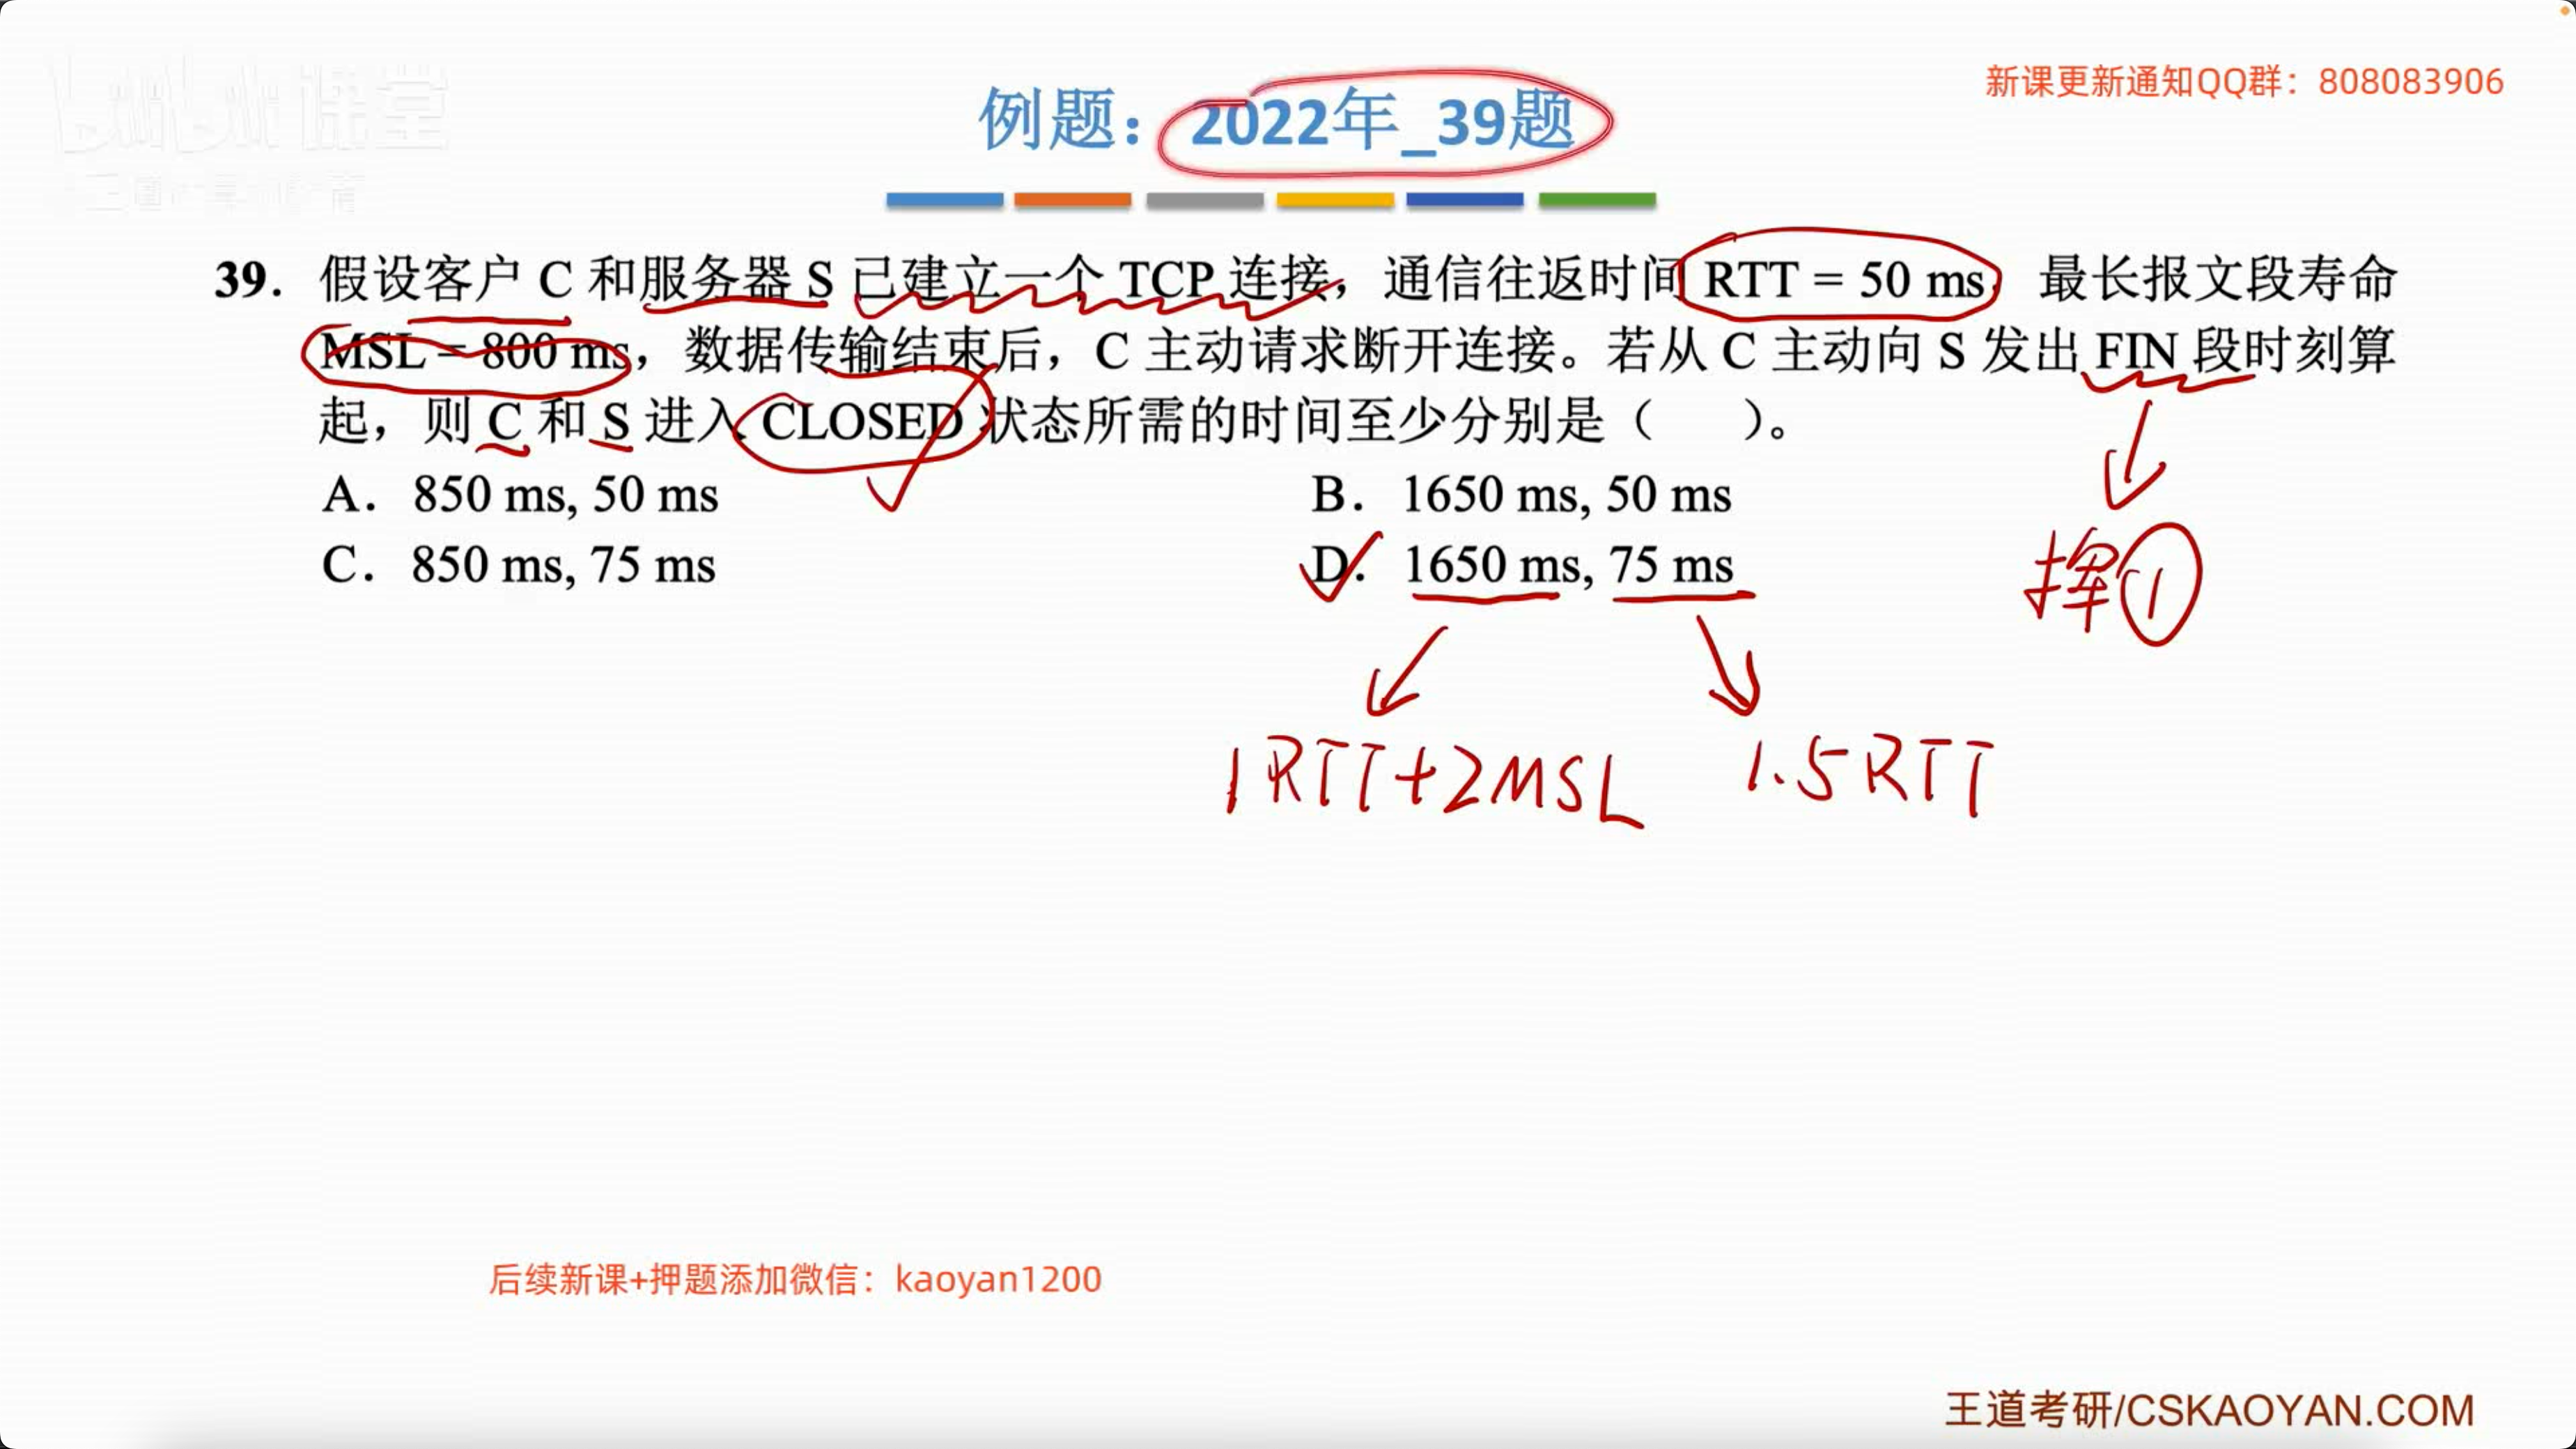 课堂
新课更新通知QQ群：808083906
例题：2022年_39题
39. 假设客户 C 和服务器 S 已建立一个 TCP 连接，通信往返时间 RTT = 50 ms，最长报文段寿命
MSL = 800 ms，数据传输结束后，C 主动请求断开连接。若从 C 主动向 S 发出 FIN 段时刻算
起，则 C 和 S 进入 CLOSED 状态所需的时间至少分别是（ ）。
A. 850 ms, 50 ms
B. 1650 ms, 50 ms
C. 850 ms, 75 ms
D. 1650 ms, 75 ms
挥①
1RTT+2MSL
1.5RTT
后续新课+押题添加微信：kaoyan1200
王道考研/CSKAOYAN.COM